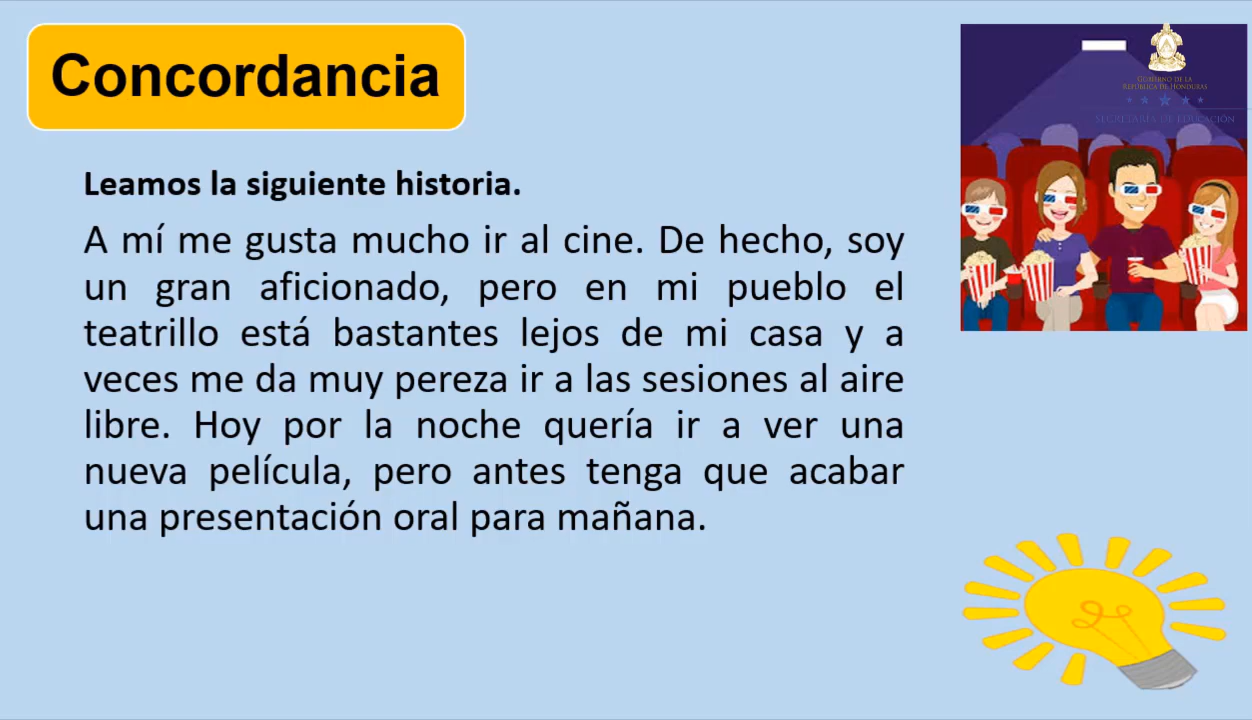 Concordancia
GOBIERNO DE LA
REPÚBLICA DE HONDURAS
SECRETARÍA DE EDUCACIÓN
Leamos la siguiente historia.
A mí me gusta mucho ir al cine. De hecho, soy
un gran aficionado, pero en mi pueblo el
teatrillo está bastantes lejos de mi casa y a
veces me da muy pereza ir a las sesiones al aire
libre. Hoy por la noche quería ir a ver una
nueva película, pero antes tenga que acabar
una presentación oral para mañana.